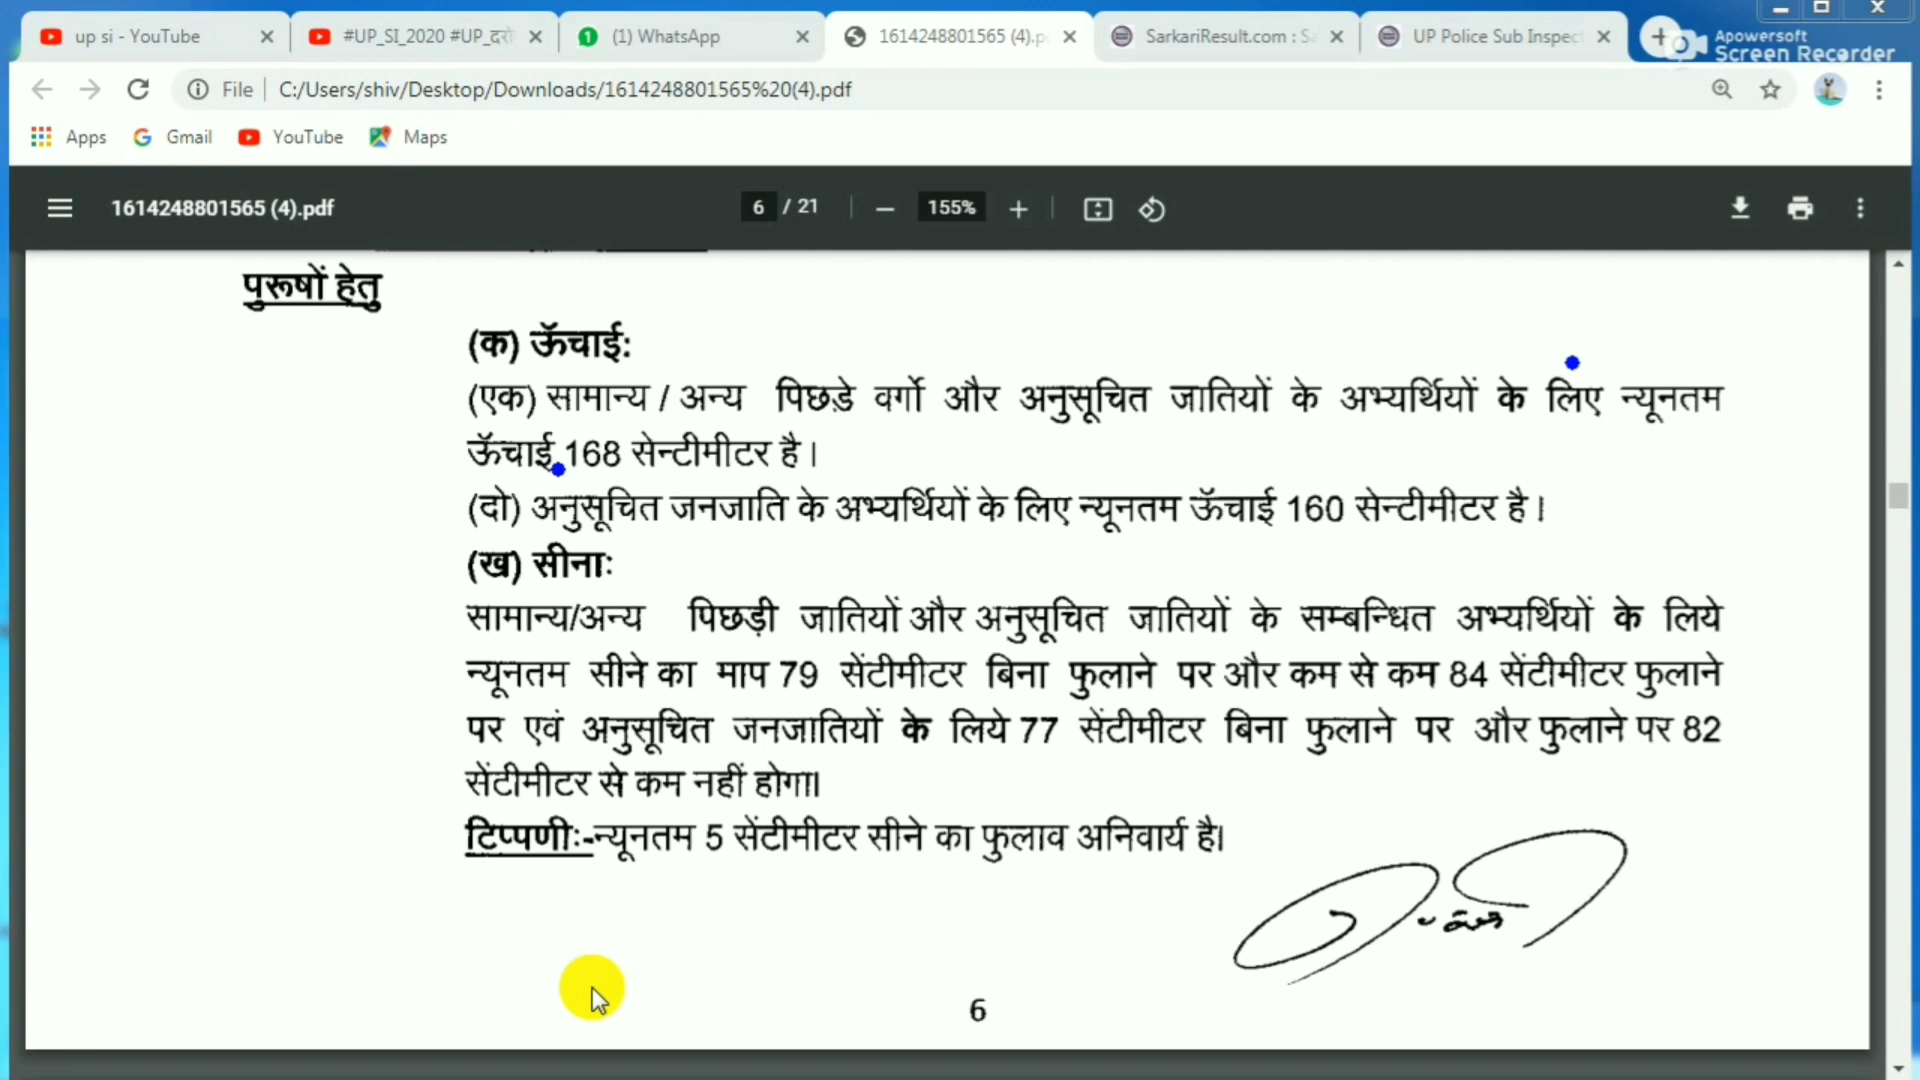 up si - YouTube
#UP_SI_2020 #UP_दरो
(1) WhatsApp
1614248801565 (4).p
SarkariResult.com : Sa
UP Police Sub Inspect
Apowersoft
Screen Recorder
File
C:/Users/shiv/Desktop/Downloads/1614248801565%20(4).pdf
Apps
Gmail
YouTube
Maps
1614248801565 (4).pdf
6 / 21
155%
पुरूषों हेतु
(क) ऊँचाई:
(एक) सामान्य / अन्य पिछड़े वर्गो और अनुसूचित जातियों के अभ्यर्थियों के लिए न्यूनतम
ऊँचाई 168 सेन्टीमीटर है।
(दो) अनुसूचित जनजाति के अभ्यर्थियों के लिए न्यूनतम ऊँचाई 160 सेन्टीमीटर है।
(ख) सीनाः
सामान्य/अन्य पिछड़ी जातियों और अनुसूचित जातियों के सम्बन्धित अभ्यर्थियों के लिये
न्यूनतम सीने का माप 79 सेंटीमीटर बिना फुलाने पर और कम से कम 84 सेंटीमीटर फुलाने
पर एवं अनुसूचित जनजातियों के लिये 77 सेंटीमीटर बिना फुलाने पर और फुलाने पर 82
सेंटीमीटर से कम नहीं होगा।
टिप्पणीः-न्यूनतम 5 सेंटीमीटर सीने का फुलाव अनिवार्य है।
6